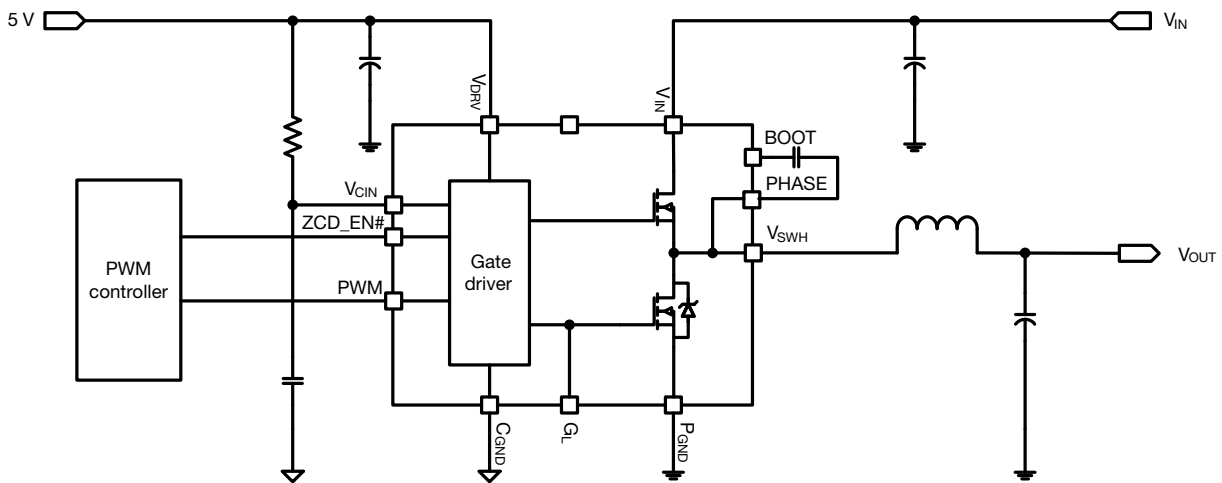 5 V
VIN
VDRV
VIN
BOOT
PHASE
VCIN
ZCD_EN#
VSWH
PWM controller
Gate driver
VOUT
PWM
CGND
GL
PGND